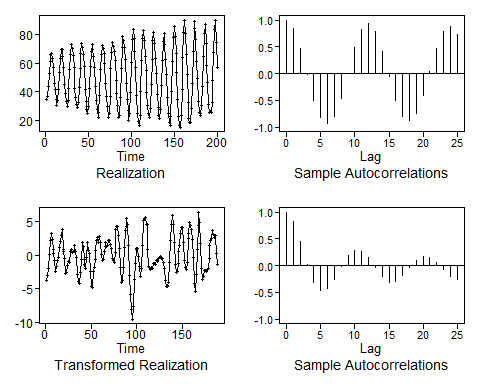 80
60
40
20
0 50 100 150 200
Time
Realization
1.0
0.5
0.0
-0.5
-1.0
0 5 10 15 20 25
Lag
Sample Autocorrelations
5
0
-5
-10
0 50 100 150
Time
Transformed Realization
1.0
0.5
0.0
-0.5
-1.0
0 5 10 15 20 25
Lag
Sample Autocorrelations